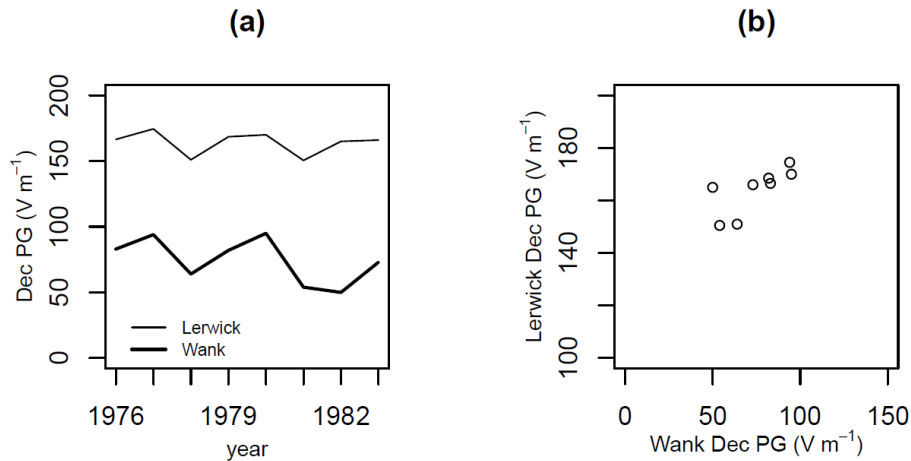 (a)
Dec PG (V m⁻¹)
200
150
100
50
0
Lerwick
Wank
1976 1979 1982
year
(b)
Lerwick Dec PG (V m⁻¹)
180
140
100
0 50 100 150
Wank Dec PG (V m⁻¹)